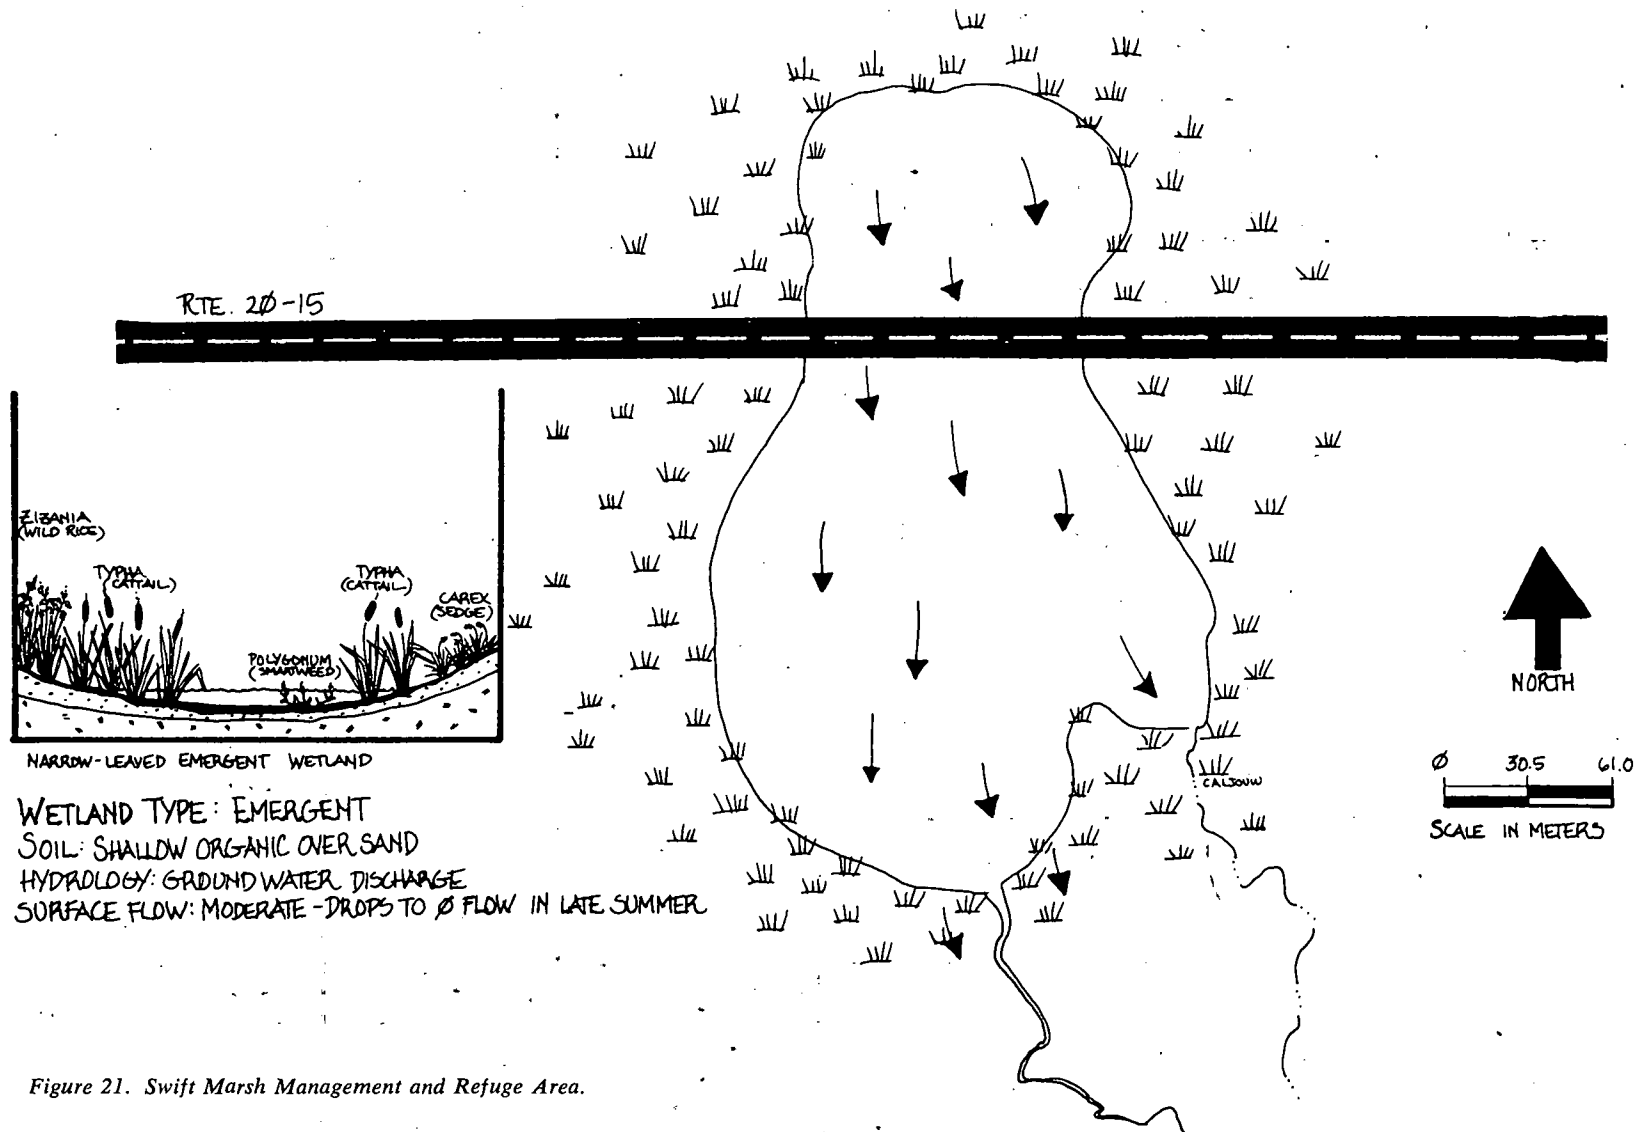 RTE. 2Ø-15
ZIZANIA
(WILD RICE)
TYPHA
(CATTAIL)
TYPHA
(CATTAIL)
CAREX
(SEDGE)
POLYGONUM
(SMARTWEED)
NARROW-LEAVED EMERGENT WETLAND
WETLAND TYPE: EMERGENT
SOIL: SHALLOW ORGANIC OVER SAND
HYDROLOGY: GROUND WATER DISCHARGE
SURFACE FLOW: MODERATE - DROPS TO Ø FLOW IN LATE SUMMER
CALJOUW
NORTH
Ø 30.5 61.0
SCALE IN METERS
Figure 21. Swift Marsh Management and Refuge Area.